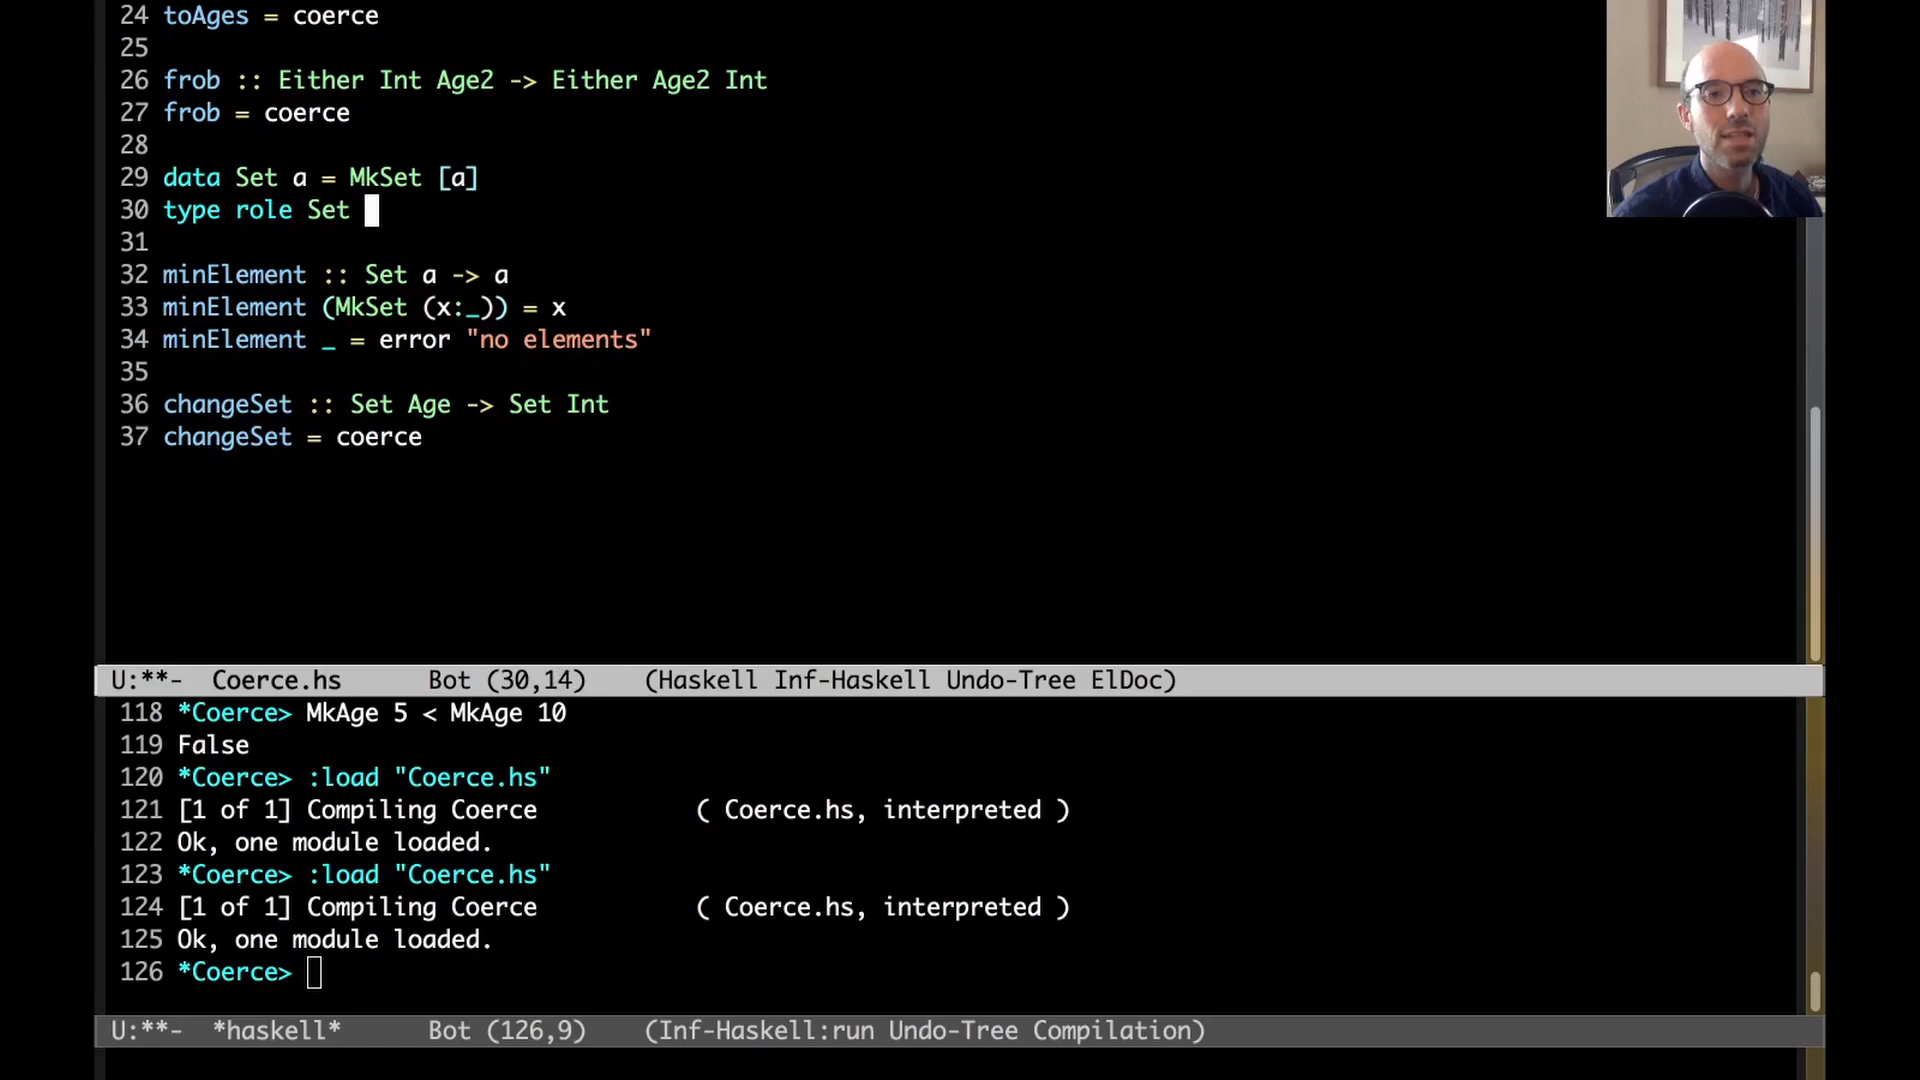 24 toAges = coerce
25
26 frob :: Either Int Age2 -> Either Age2 Int
27 frob = coerce
28
29 data Set a = MkSet [a]
30 type role Set
31
32 minElement :: Set a -> a
33 minElement (MkSet (x:_)) = x
34 minElement _ = error "no elements"
35
36 changeSet :: Set Age -> Set Int
37 changeSet = coerce
U:**-  Coerce.hs      Bot (30,14)    (Haskell Inf-Haskell Undo-Tree ElDoc)
118 *Coerce> MkAge 5 < MkAge 10
119 False
120 *Coerce> :load "Coerce.hs"
121 [1 of 1] Compiling Coerce           ( Coerce.hs, interpreted )
122 Ok, one module loaded.
123 *Coerce> :load "Coerce.hs"
124 [1 of 1] Compiling Coerce           ( Coerce.hs, interpreted )
125 Ok, one module loaded.
126 *Coerce>
U:**-  *haskell*      Bot (126,9)    (Inf-Haskell:run Undo-Tree Compilation)